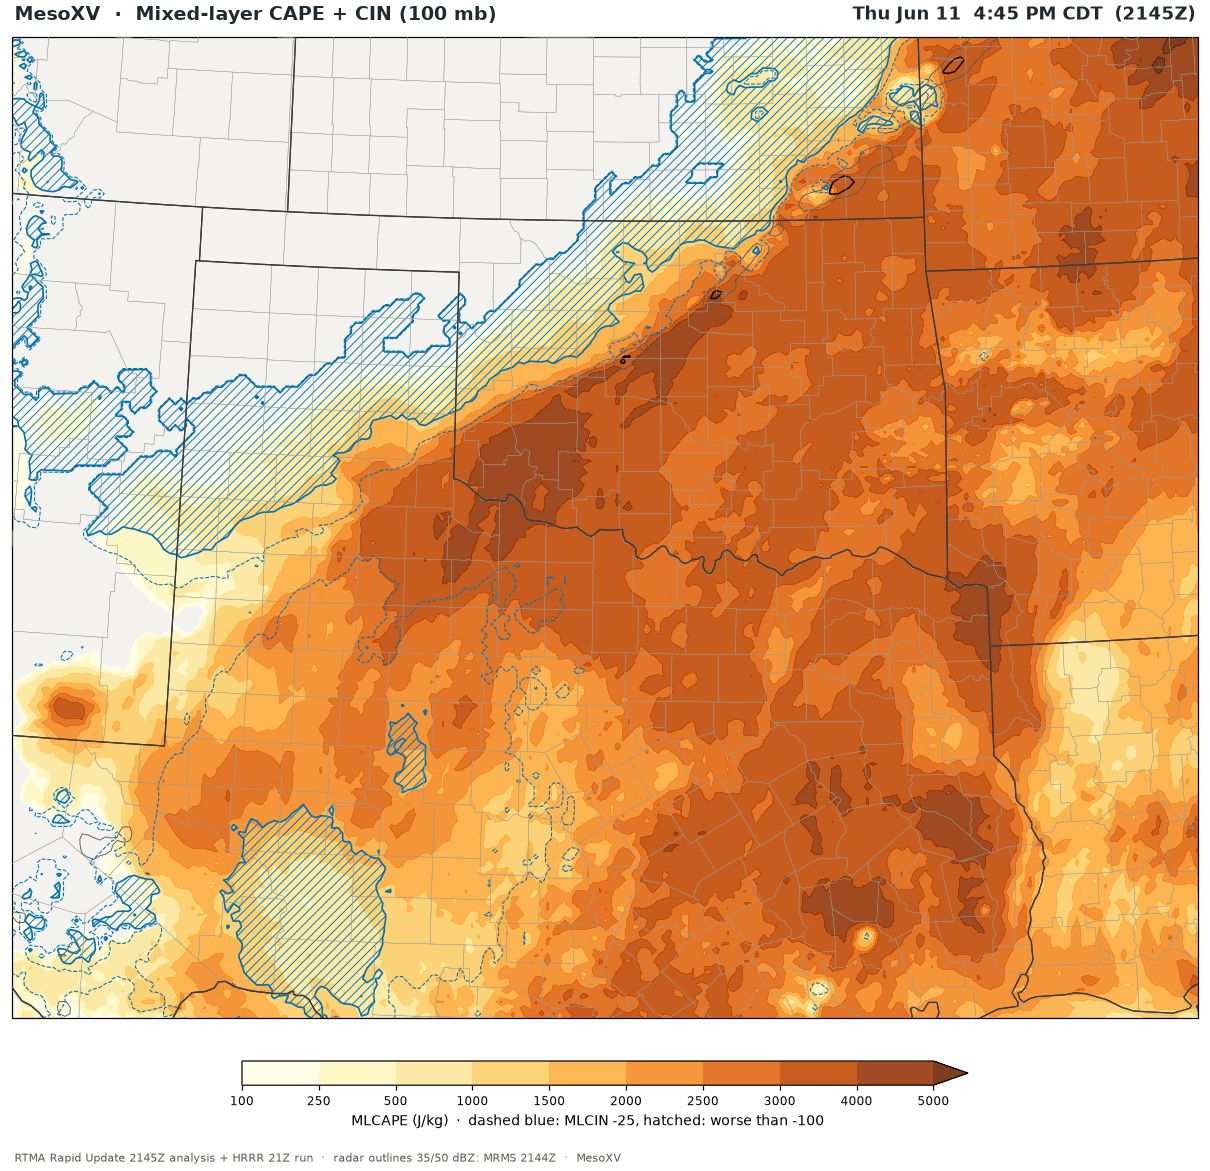 MesoXV · Mixed-layer CAPE + CIN (100 mb)
Thu Jun 11 4:45 PM CDT (2145Z)
100 250 500 1000 1500 2000 2500 3000 4000 5000
MLCAPE (J/kg) · dashed blue: MLCIN -25, hatched: worse than -100
RTMA Rapid Update 2145Z analysis + HRRR 21Z run · radar outlines 35/50 dBZ: MRMS 2144Z · MesoXV